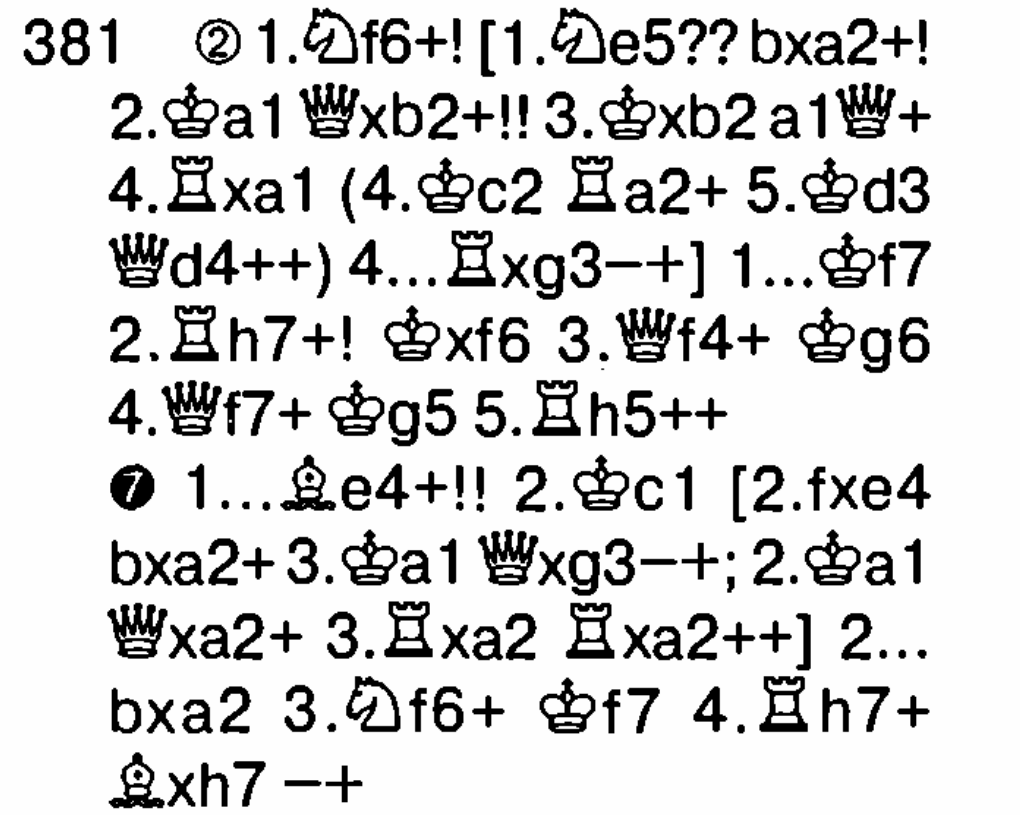 381 ② 1.♘f6+! [1.♘e5?? bxa2+!
2.♔a1 ♕xb2+!! 3.♔xb2 a1♕+
4.♖xa1 (4.♔c2 ♖a2+ 5.♔d3
♕d4++) 4...♖xg3−+] 1...♔f7
2.♖h7+! ♔xf6 3.♕f4+ ♔g6
4.♕f7+ ♔g5 5.♖h5++
❼ 1...♗e4+!! 2.♔c1 [2.fxe4
bxa2+ 3.♔a1 ♕xg3−+; 2.♔a1
♕xa2+ 3.♖xa2 ♖xa2++] 2...
bxa2 3.♘f6+ ♔f7 4.♖h7+
♗xh7 −+